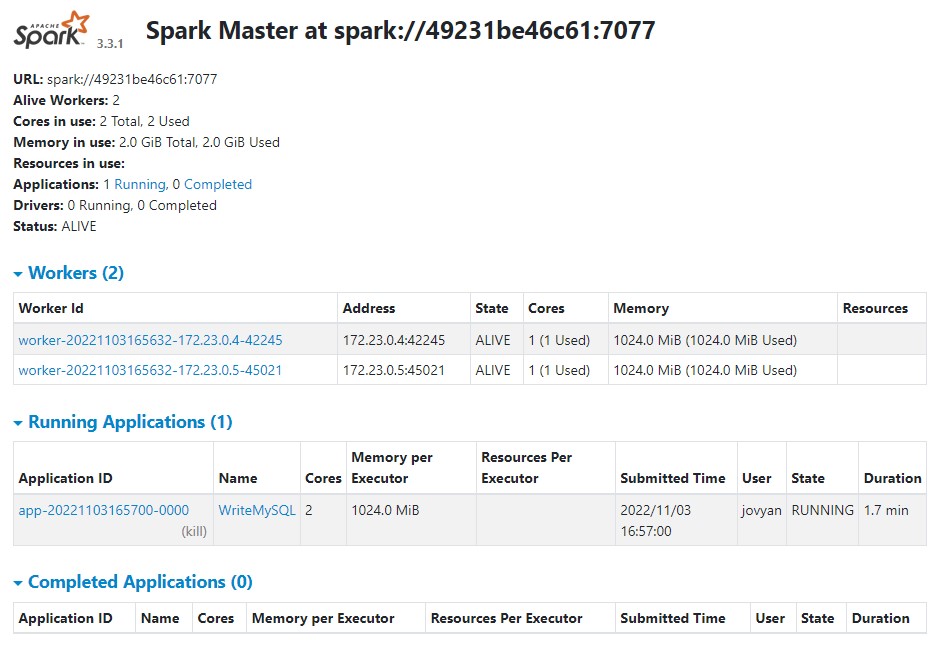 APACHE
Spark 3.3.1 Spark Master at spark://49231be46c61:7077
URL: spark://49231be46c61:7077
Alive Workers: 2
Cores in use: 2 Total, 2 Used
Memory in use: 2.0 GiB Total, 2.0 GiB Used
Resources in use:
Applications: 1 Running, 0 Completed
Drivers: 0 Running, 0 Completed
Status: ALIVE
Workers (2)
Worker Id Address State Cores Memory Resources
worker-20221103165632-172.23.0.4-42245 172.23.0.4:42245 ALIVE 1 (1 Used) 1024.0 MiB (1024.0 MiB Used)
worker-20221103165632-172.23.0.5-45021 172.23.0.5:45021 ALIVE 1 (1 Used) 1024.0 MiB (1024.0 MiB Used)
Running Applications (1)
Memory per Resources Per
Application ID Name Cores Executor Executor Submitted Time User State Duration
app-20221103165700-0000 WriteMySQL 2 1024.0 MiB 2022/11/03 jovyan RUNNING 1.7 min
(kill) 16:57:00
Completed Applications (0)
Application ID Name Cores Memory per Executor Resources Per Executor Submitted Time User State Duration